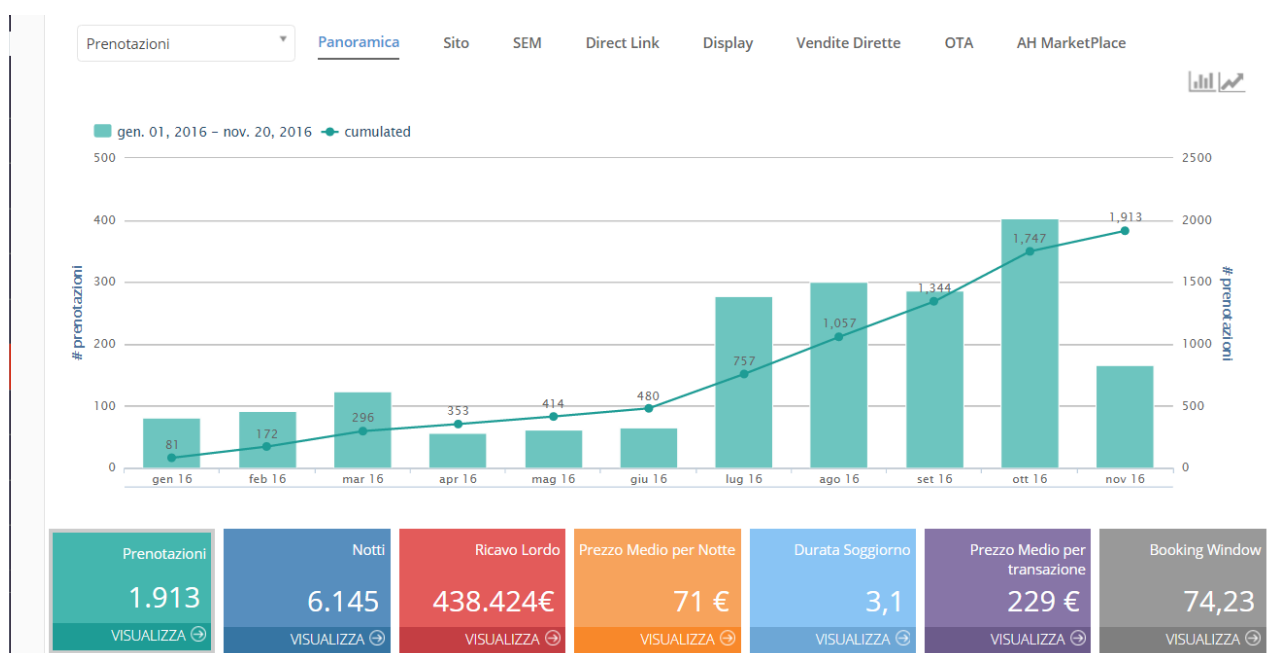 Prenotazioni
Panoramica Sito SEM Direct Link Display Vendite Dirette OTA AH MarketPlace
gen. 01, 2016 – nov. 20, 2016 cumulated
500 2500
400 2000
300 1500
200 1000
100 500
0 0
# prenotazioni
# prenotazioni
81 172 296 353 414 480 757 1,057 1,344 1,747 1,913
gen 16 feb 16 mar 16 apr 16 mag 16 giu 16 lug 16 ago 16 set 16 ott 16 nov 16
Prenotazioni
1.913
VISUALIZZA
Notti
6.145
VISUALIZZA
Ricavo Lordo
438.424€
VISUALIZZA
Prezzo Medio per Notte
71 €
VISUALIZZA
Durata Soggiorno
3,1
VISUALIZZA
Prezzo Medio per
transazione
229 €
VISUALIZZA
Booking Window
74,23
VISUALIZZA